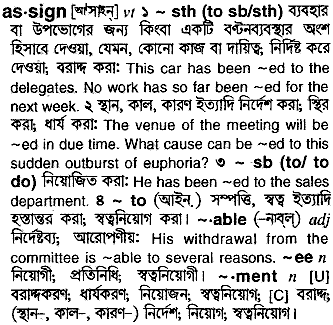 as·sign [আ'সাইন্] vt ১ ~ sth (to sb/sth) ব্যবহার
বা উপভোগের জন্য কিংবা একটি বণ্টনব্যবস্থার অংশ
হিসাবে দেওয়া, যেমন, কোনো কাজ বা দায়িত্ব, নির্দিষ্ট করে
দেওয়া; বরাদ্দ করা: This car has been ~ed to the
delegates. No work has so far been ~ed for the
next week. ২ স্থান, কাল, কারণ ইত্যাদি নির্দেশ করা; স্থির
করা; ধার্য করা: The venue of the meeting will be
~ed in due time. What cause can be ~ed to this
sudden outburst of euphoria? ৩ ~ sb (to/ to
do) নিয়োজিত করা: He has been ~ed to the sales
department. ৪ ~ to (আইন.) সম্পত্তি, স্বত্ব ইত্যাদি
হস্তান্তর করা; স্বত্বনিয়োগ করা। ~·able (–নাব্‌ল্) adj
নির্দেষ্টব্য; আরোপণীয়: His withdrawal from the
committee is ~able to several reasons. ~·ee n
নিয়োগী; প্রতিনিধি; স্বত্বনিয়োগী। ~·ment n [U]
বরাদ্দকরণ; ধার্যকরণ; নিয়োজন; স্বত্বনিয়োগ; [C] বরাদ্দ;
(স্থান–, কাল–, কারণ–) নির্দেশ; নিয়োগ; স্বত্বনিয়োগ।